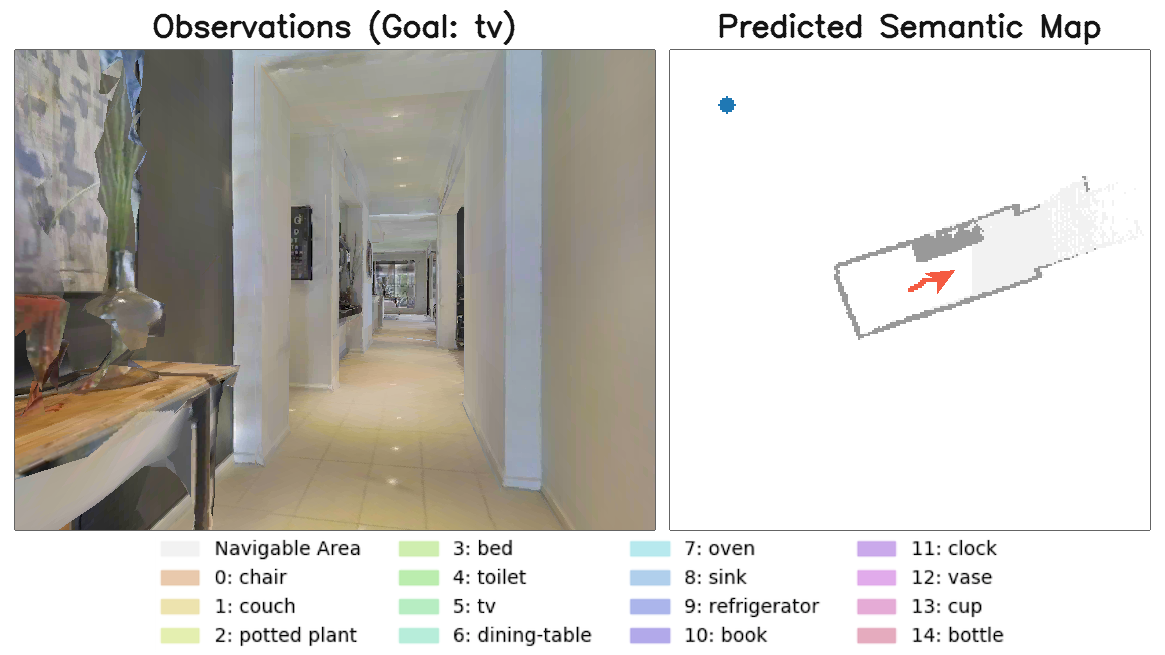 Observations (Goal: tv)
Predicted Semantic Map
Navigable Area
0: chair
1: couch
2: potted plant
3: bed
4: toilet
5: tv
6: dining-table
7: oven
8: sink
9: refrigerator
10: book
11: clock
12: vase
13: cup
14: bottle